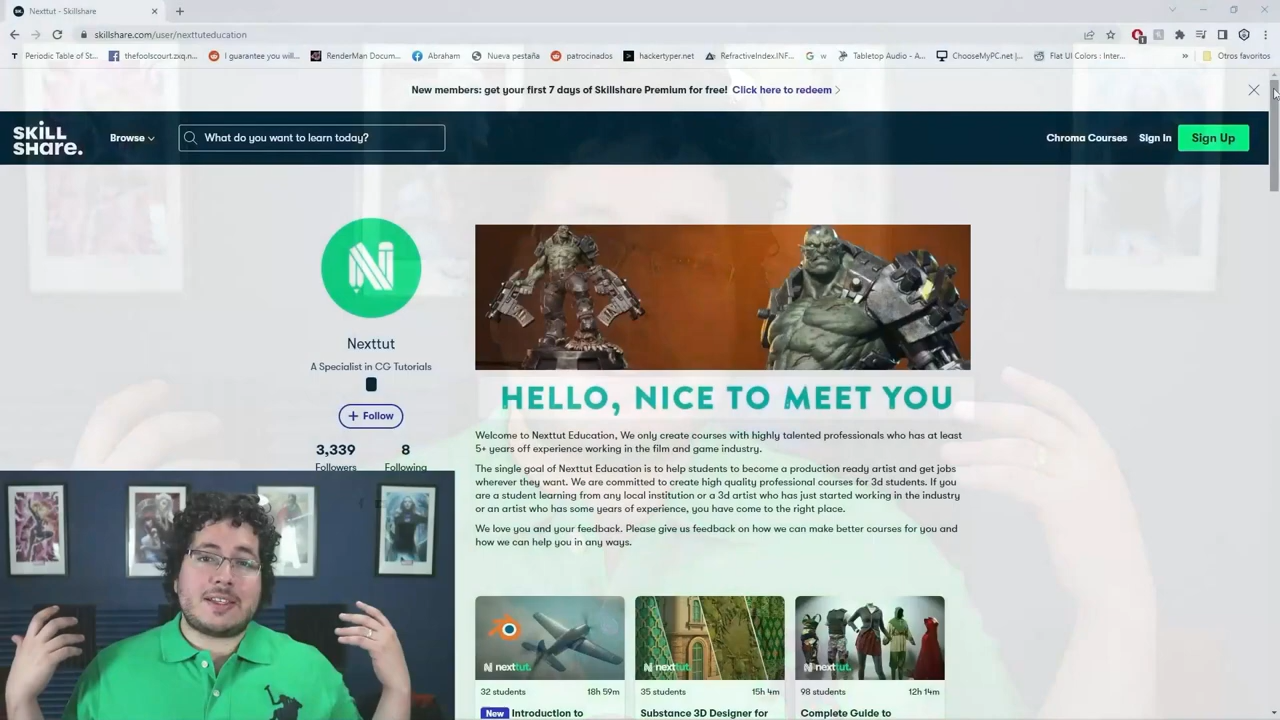 Nexttut - Skillshare
skillshare.com/user/nexttuteducation
Periodic Table of St...
thefoolscourt.zxq.n...
I guarantee you will...
RenderMan Docum...
Abraham
Nueva pestaña
patrocinados
hackertyper.net
RefractiveIndex.INF...
G w
Tabletop Audio - A...
ChooseMyPC.net |...
Flat UI Colors : Inter...
»
Otros favoritos
New members: get your first 7 days of Skillshare Premium for free! Click here to redeem
SKILL
SHARE.
Browse
What do you want to learn today?
Chroma Courses
Sign In
Sign Up
N
Nexttut
A Specialist in CG Tutorials
+ Follow
3,339
Followers
8
Following
HELLO, NICE TO MEET YOU
Welcome to Nexttut Education, We only create courses with highly talented professionals who has at least
5+ years off experience working in the film and game industry.
The single goal of Nexttut Education is to help students to become a production ready artist and get jobs
wherever they want. We are committed to create high quality professional courses for 3d students. If you
are a student learning from any local institution or a 3d artist who has just started working in the industry
or an artist who has some years of experience, you have come to the right place.
We love you and your feedback. Please give us feedback on how we can make better courses for you and
how we can help you in any ways.
nexttut.
32 students
18h 59m
New Introduction to
nexttut.
35 students
15h 4m
Substance 3D Designer for
nexttut.
98 students
12h 14m
Complete Guide to